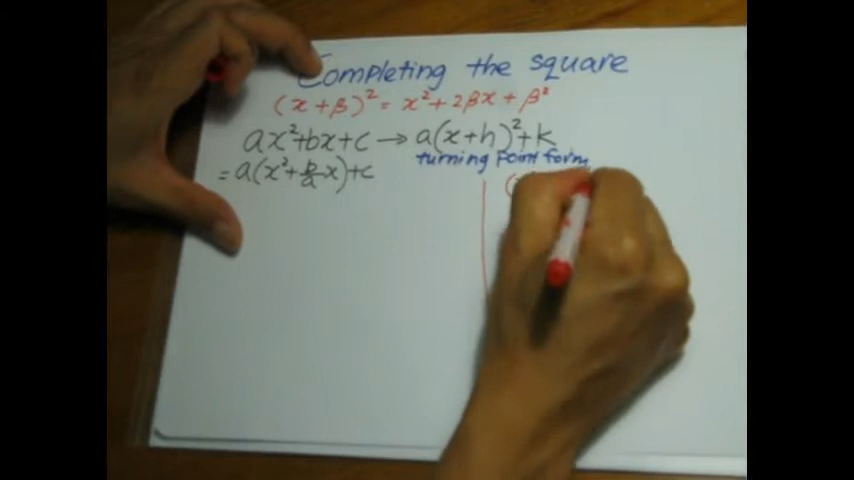 Completing the square
(x+β)² = x²+2βx+β²
ax²+bx+c → a(x+h)²+k
turning point form
=a(x²+b/a x)+c
(